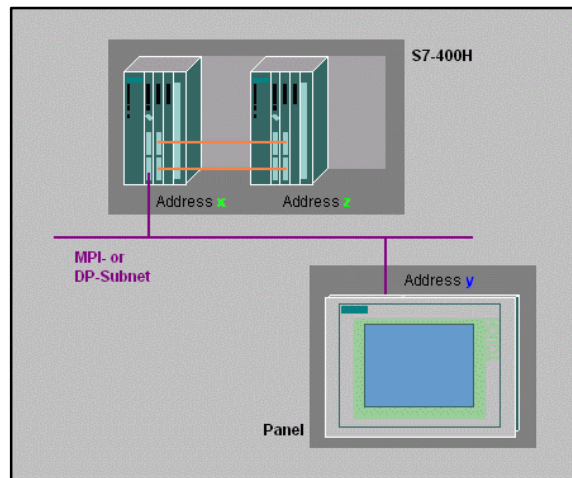 S7-400H
Address x
Address z
MPI- or
DP-Subnet
Address y
Panel